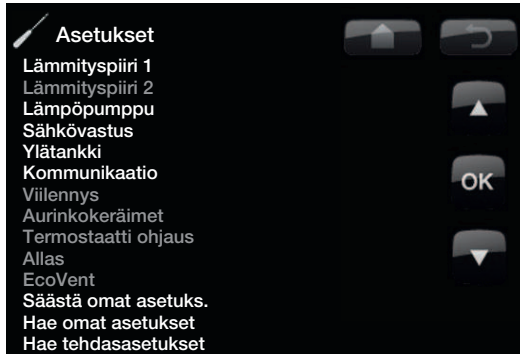 Asetukset
Lämmityspiiri 1
Lämmityspiiri 2
Lämpöpumppu
Sähkövastus
Ylätankki
Kommunikaatio
OK
Viilennys
Aurinkokeräimet
Termostaatti ohjaus
Allas
EcoVent
Säästä omat asetuks.
Hae omat asetukset
Hae tehdasasetukset